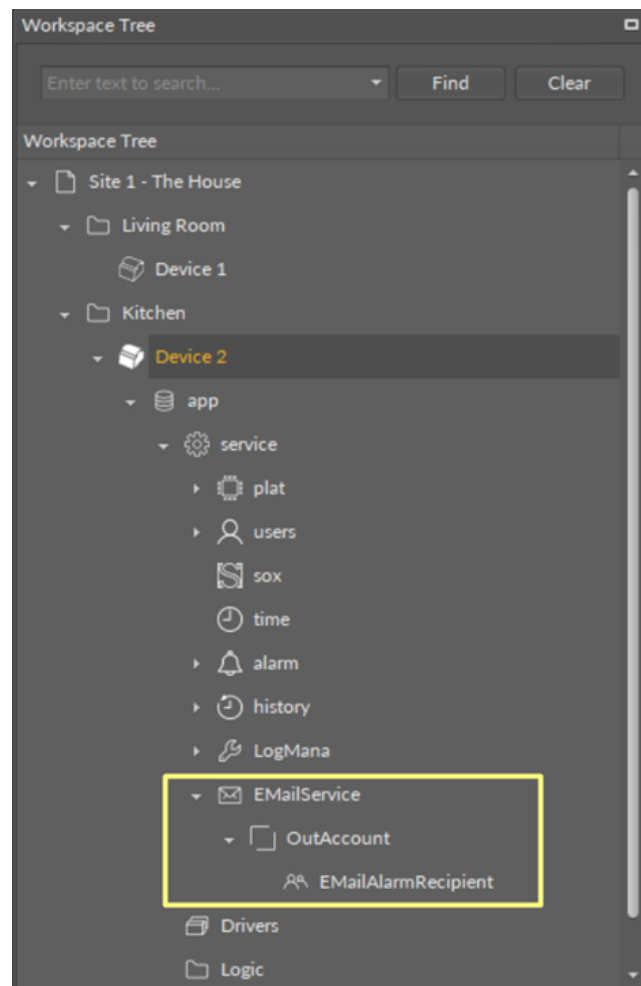 Workspace Tree
Enter text to search... Find Clear
Workspace Tree
Site 1 - The House
Living Room
Device 1
Kitchen
Device 2
app
service
plat
users
sox
time
alarm
history
LogMana
EMailService
OutAccount
EMailAlarmRecipient
Drivers
Logic